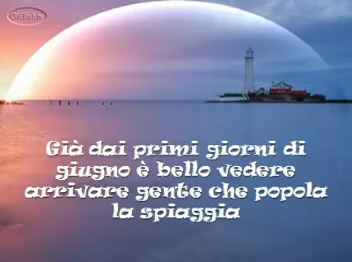 Già dai primi giorni di
giugno è bello vedere
arrivare gente che popola
la spiaggia